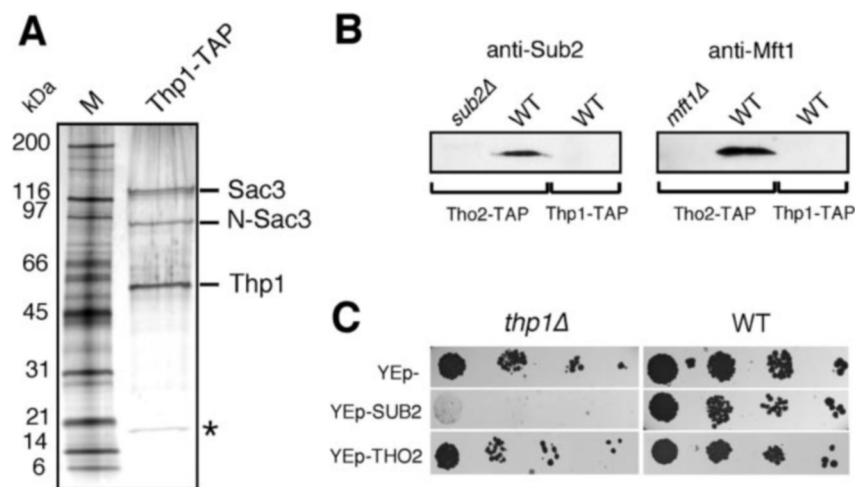 A
kDa
M
Thp1-TAP
200
116
97
66
45
31
21
14
6
Sac3
N-Sac3
Thp1
*
B
anti-Sub2
anti-Mft1
sub2Δ
WT
WT
mft1Δ
WT
WT
Tho2-TAP
Thp1-TAP
Tho2-TAP
Thp1-TAP
C
thp1Δ
WT
YEp-
YEp-SUB2
YEp-THO2